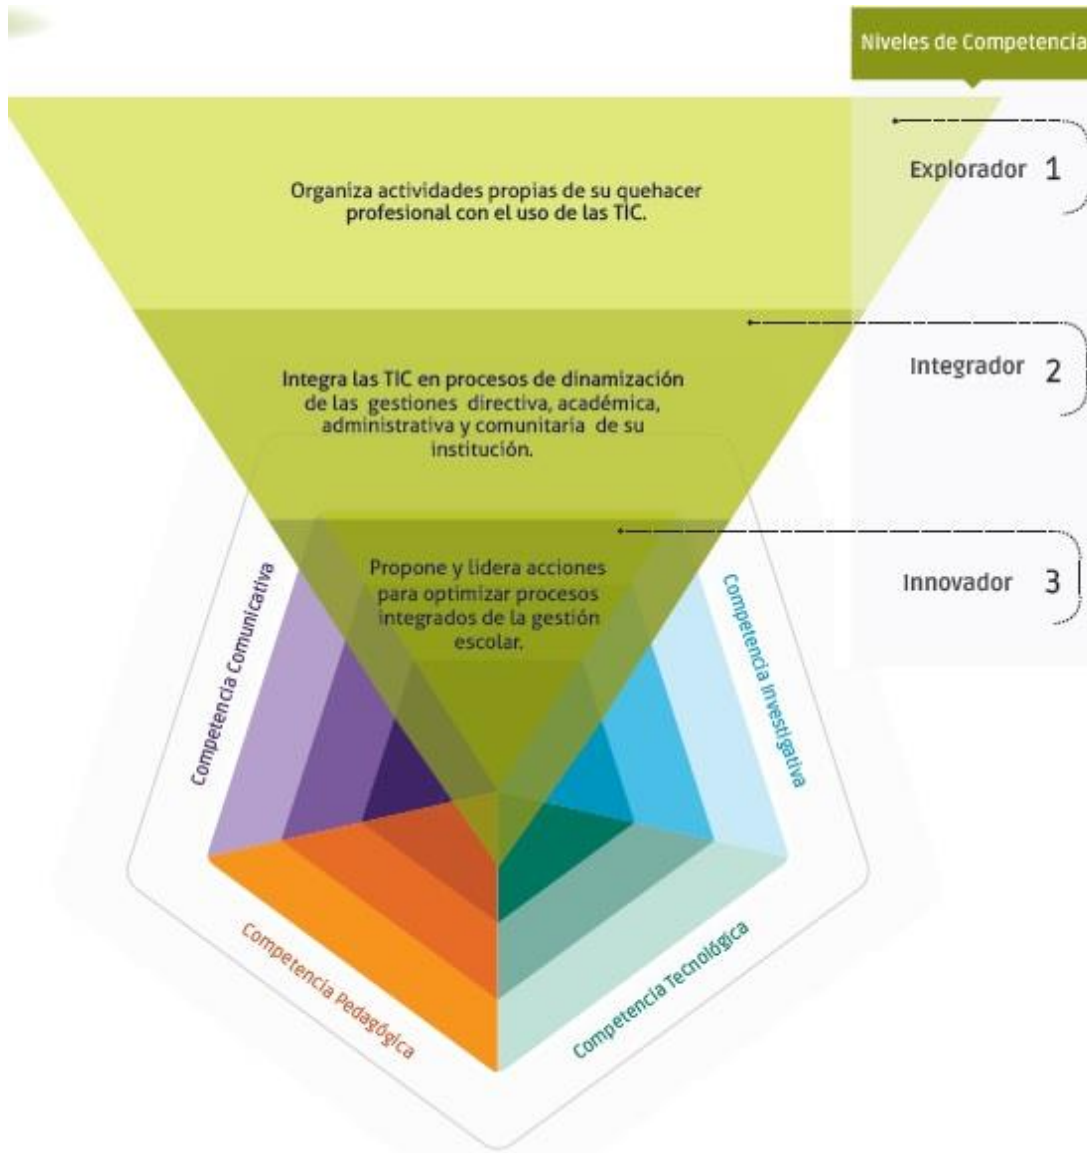 Niveles de Competencia
Organiza actividades propias de su quehacer
profesional con el uso de las TIC.
Explorador 1
Integra las TIC en procesos de dinamización
de las gestiones directiva, académica,
administrativa y comunitaria de su
institución.
Integrador 2
Propone y lidera acciones
para optimizar procesos
integrados de la gestión
escolar.
Innovador 3
Competencia Comunicativa
Competencia Investigativa
Competencia Pedagógica
Competencia Tecnológica